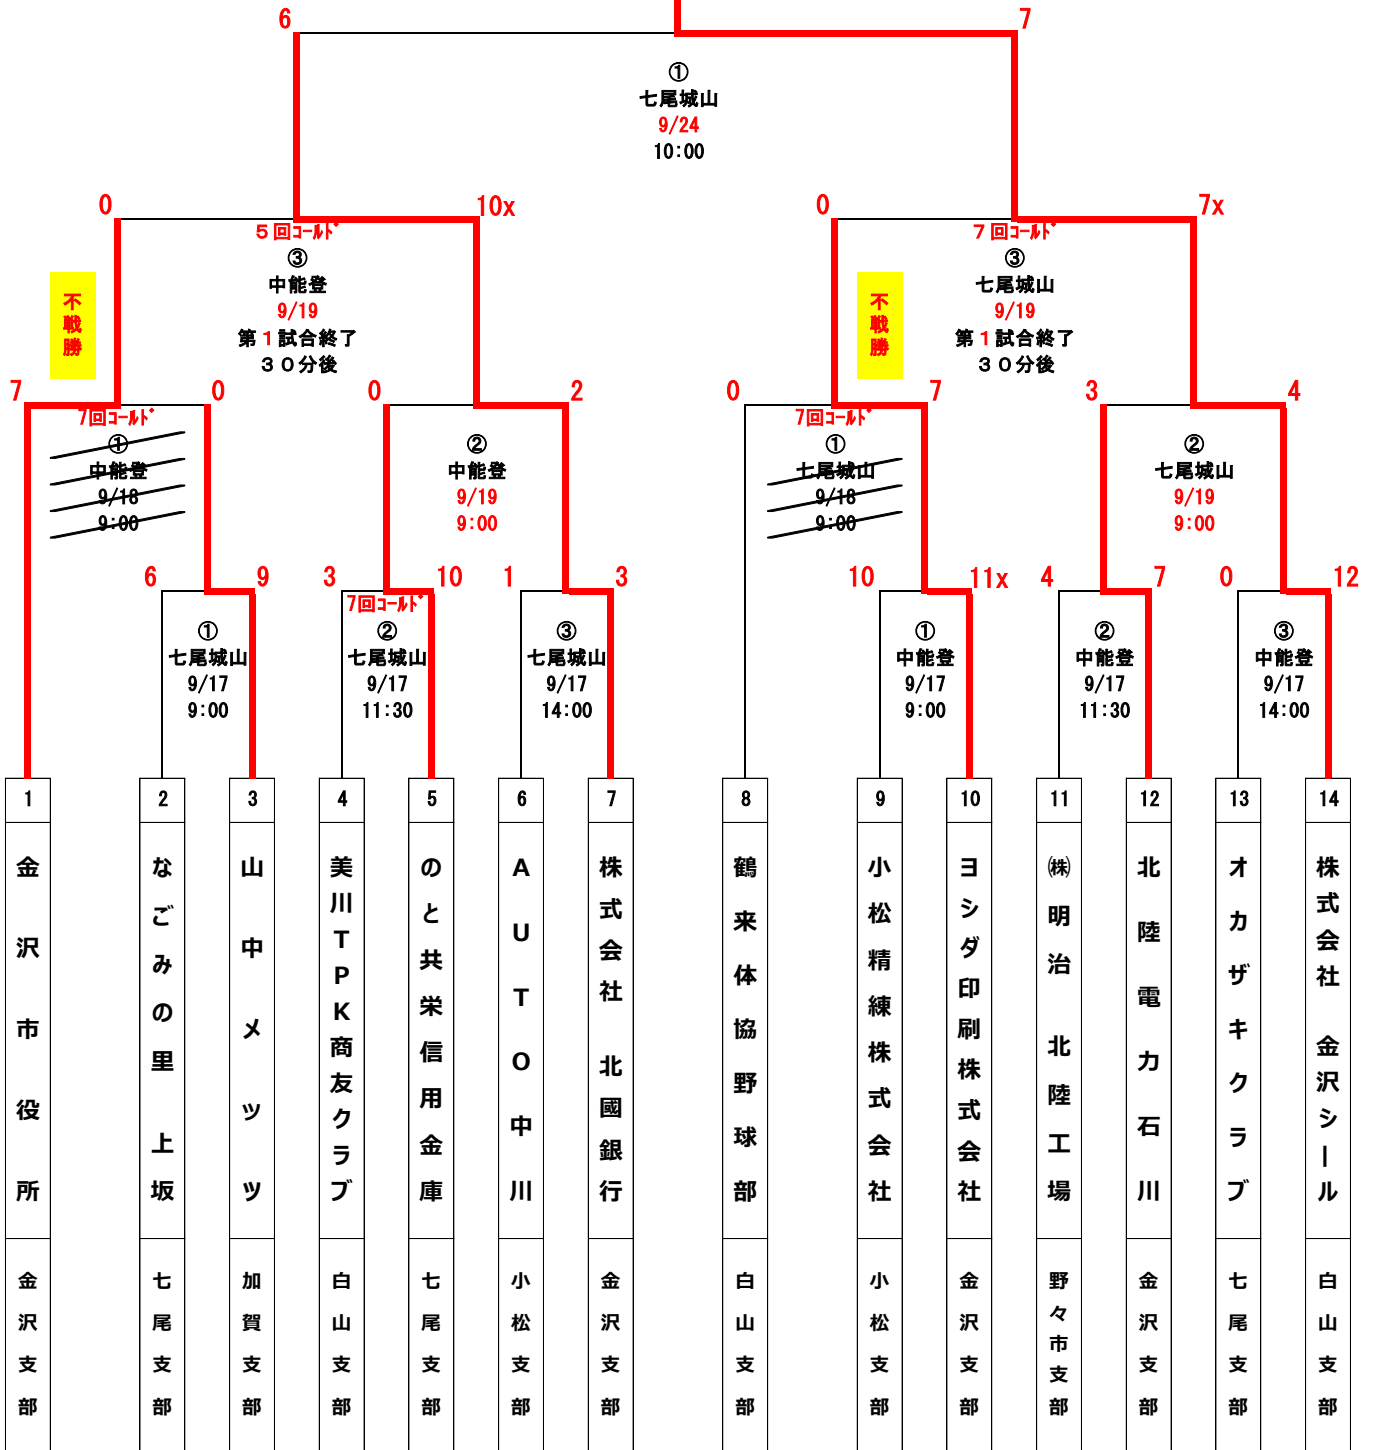 6
7
①
七尾城山
9/24
10:00
0
10x
0
7x
5回ｺｰﾙﾄﾞ
③
中能登
9/19
第1試合終了
30分後
7回ｺｰﾙﾄﾞ
③
七尾城山
9/19
第1試合終了
30分後
不戦勝
不戦勝
7
0
0
2
0
7
3
4
7回ｺｰﾙﾄﾞ
①
中能登
9/18
9:00
②
中能登
9/19
9:00
7回ｺｰﾙﾄﾞ
①
七尾城山
9/18
9:00
②
七尾城山
9/19
9:00
6
9
3
10
1
3
10
11x
4
7
0
12
①
七尾城山
9/17
9:00
7回ｺｰﾙﾄﾞ
②
七尾城山
9/17
11:30
③
七尾城山
9/17
14:00
①
中能登
9/17
9:00
②
中能登
9/17
11:30
③
中能登
9/17
14:00
1
金沢市役所
金沢支部
2
なごみの里 上坂
七尾支部
3
山中メッツ
加賀支部
4
美川TPK商友クラブ
白山支部
5
のと共栄信用金庫
七尾支部
6
AUTO中川
小松支部
7
株式会社 北國銀行
金沢支部
8
鶴来体協野球部
白山支部
9
小松精練株式会社
小松支部
10
ヨシダ印刷株式会社
金沢支部
11
㈱明治 北陸工場
野々市支部
12
北陸電力石川
金沢支部
13
オカザキクラブ
七尾支部
14
株式会社 金沢シール
白山支部